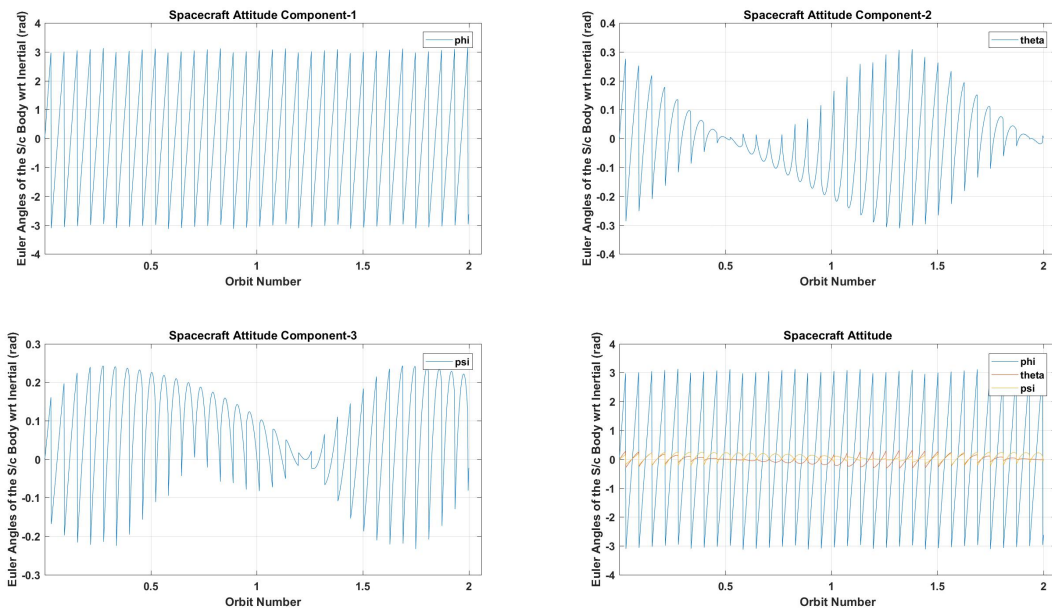 Spacecraft Attitude Component-1
Euler Angles of the S/c Body wrt Inertial (rad)
phi
4
3
2
1
0
-1
-2
-3
-4
0.5
1
1.5
2
Orbit Number
Spacecraft Attitude Component-2
Euler Angles of the S/c Body wrt Inertial (rad)
theta
0.4
0.3
0.2
0.1
0
-0.1
-0.2
-0.3
-0.4
0.5
1
1.5
2
Orbit Number
Spacecraft Attitude Component-3
Euler Angles of the S/c Body wrt Inertial (rad)
psi
0.3
0.2
0.1
0
-0.1
-0.2
-0.3
0.5
1
1.5
2
Orbit Number
Spacecraft Attitude
Euler Angles of the S/c Body wrt Inertial (rad)
phi
theta
psi
4
3
2
1
0
-1
-2
-3
-4
0.5
1
1.5
2
Orbit Number